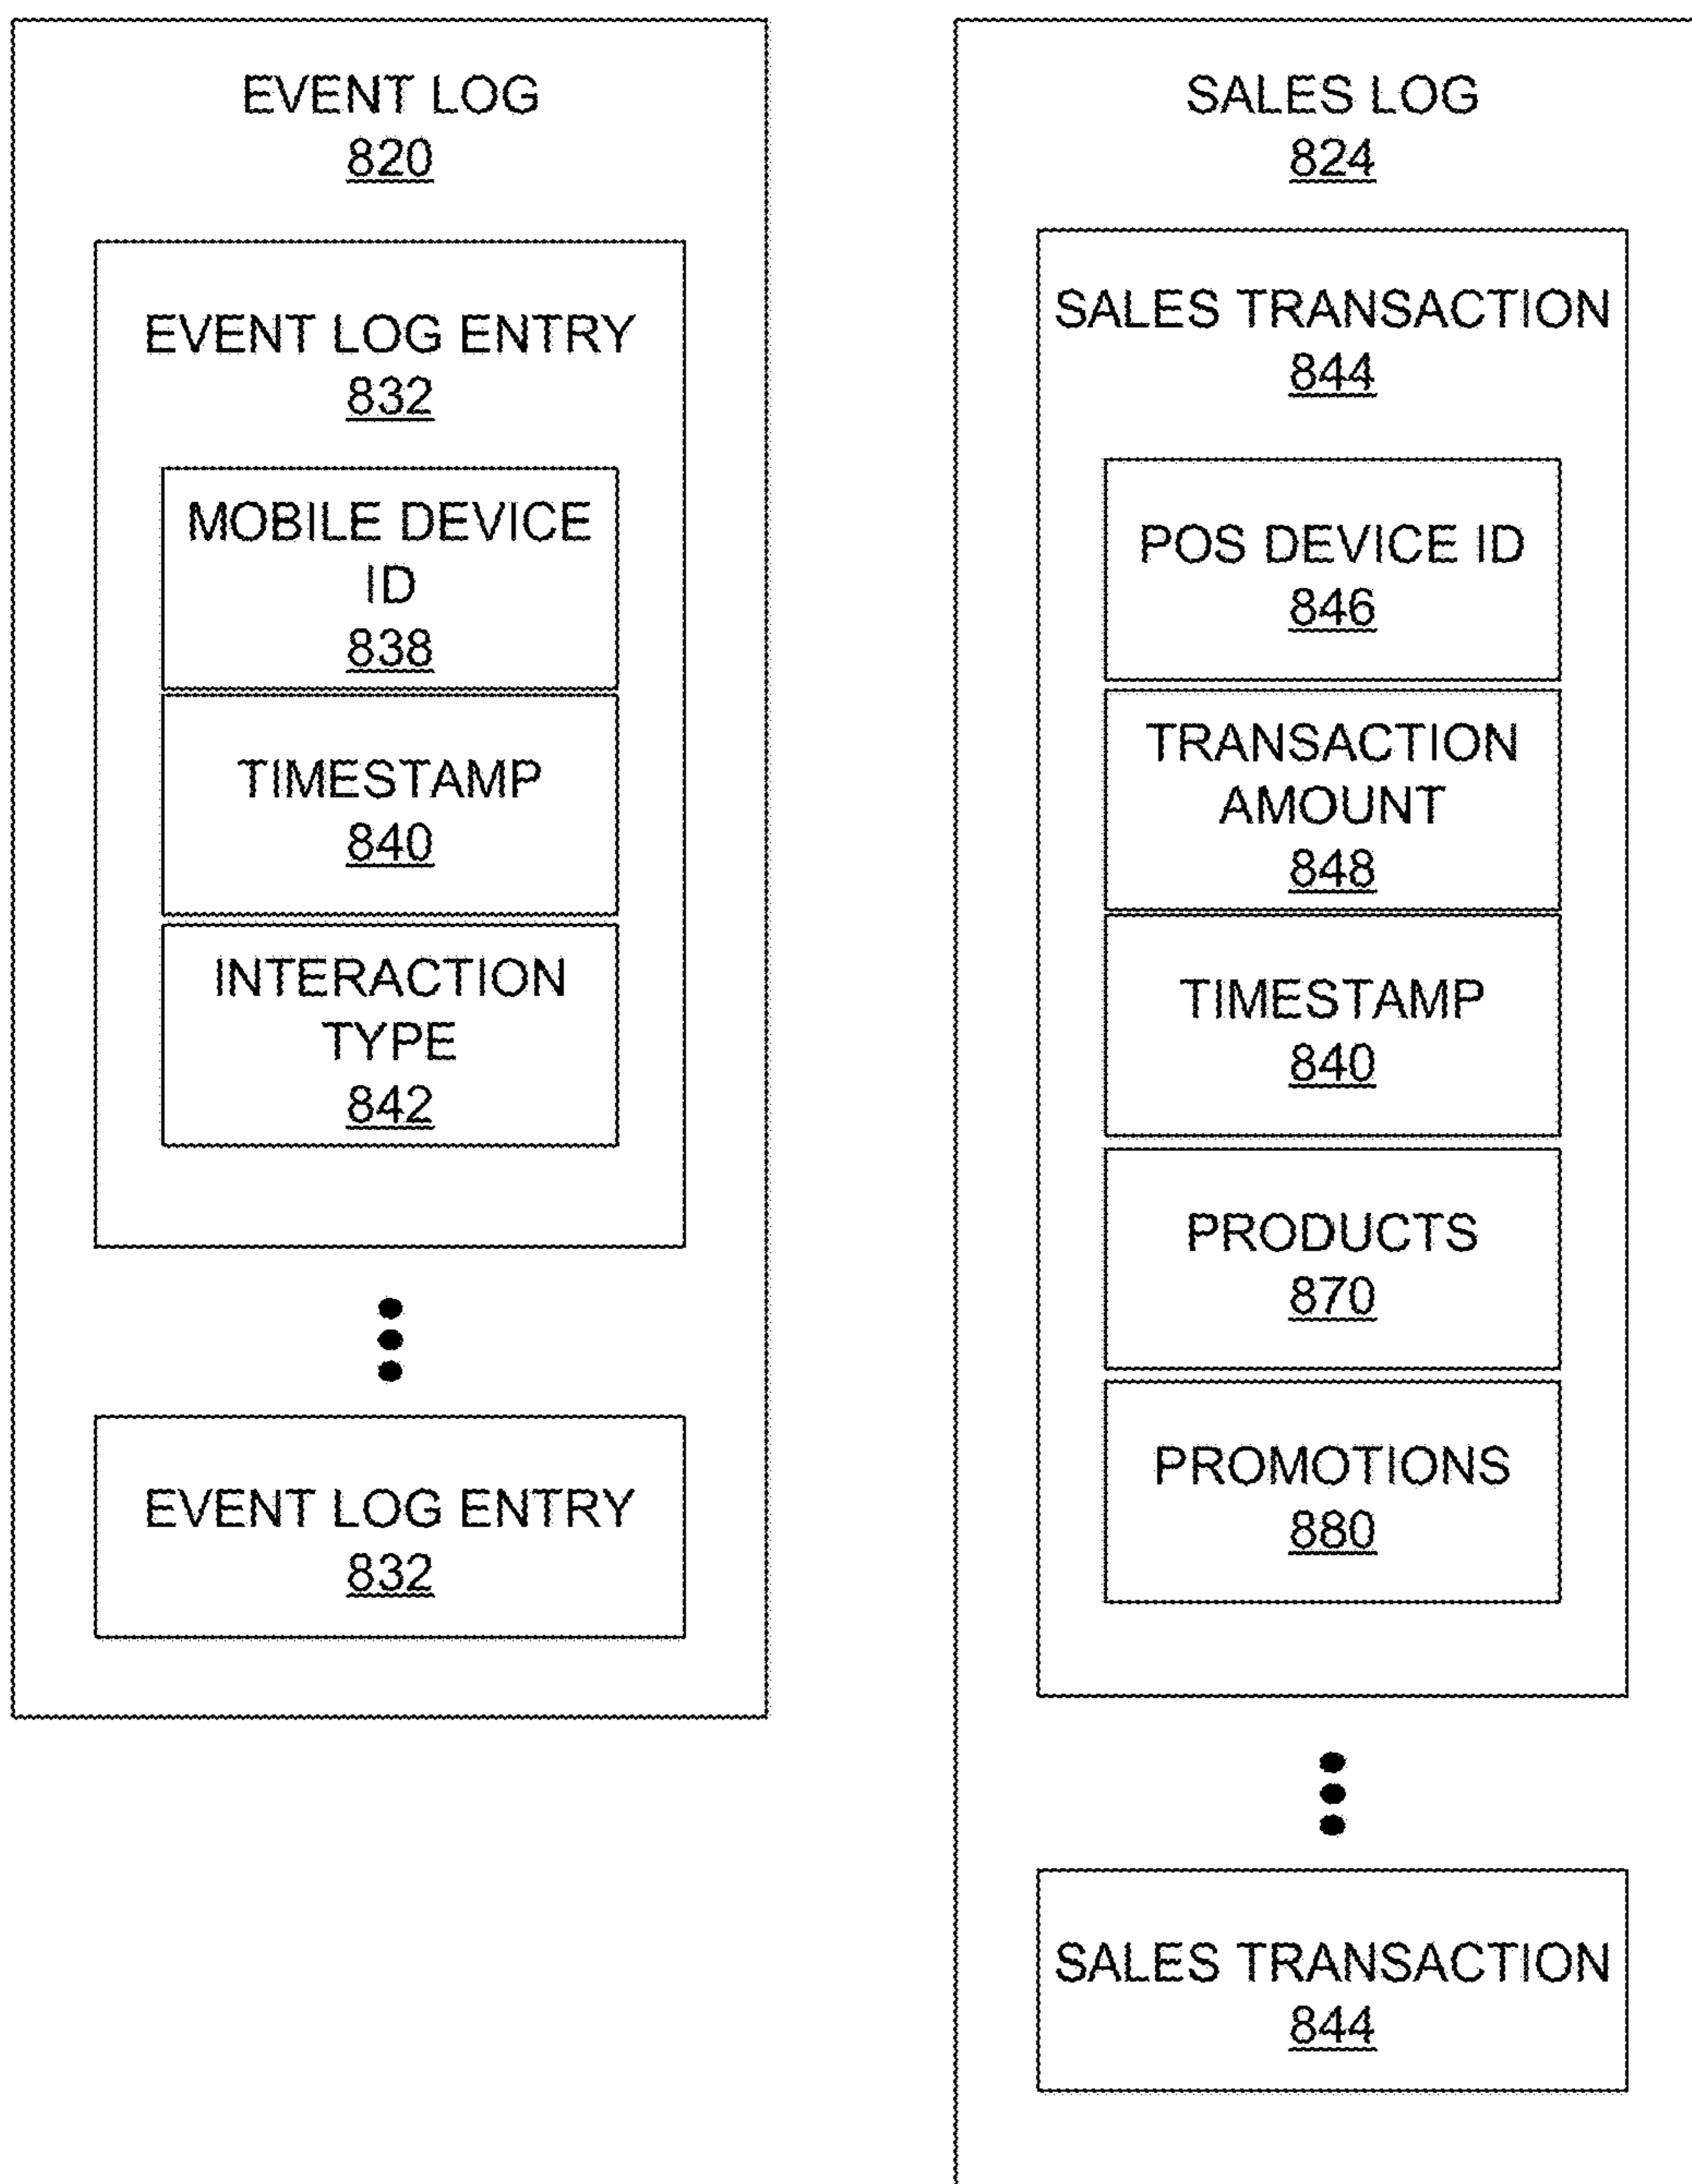 EVENT LOG
820
EVENT LOG ENTRY
832
MOBILE DEVICE
ID
838
TIMESTAMP
840
INTERACTION
TYPE
842
EVENT LOG ENTRY
832
SALES LOG
824
SALES TRANSACTION
844
POS DEVICE ID
846
TRANSACTION
AMOUNT
848
TIMESTAMP
840
PRODUCTS
870
PROMOTIONS
880
SALES TRANSACTION
844